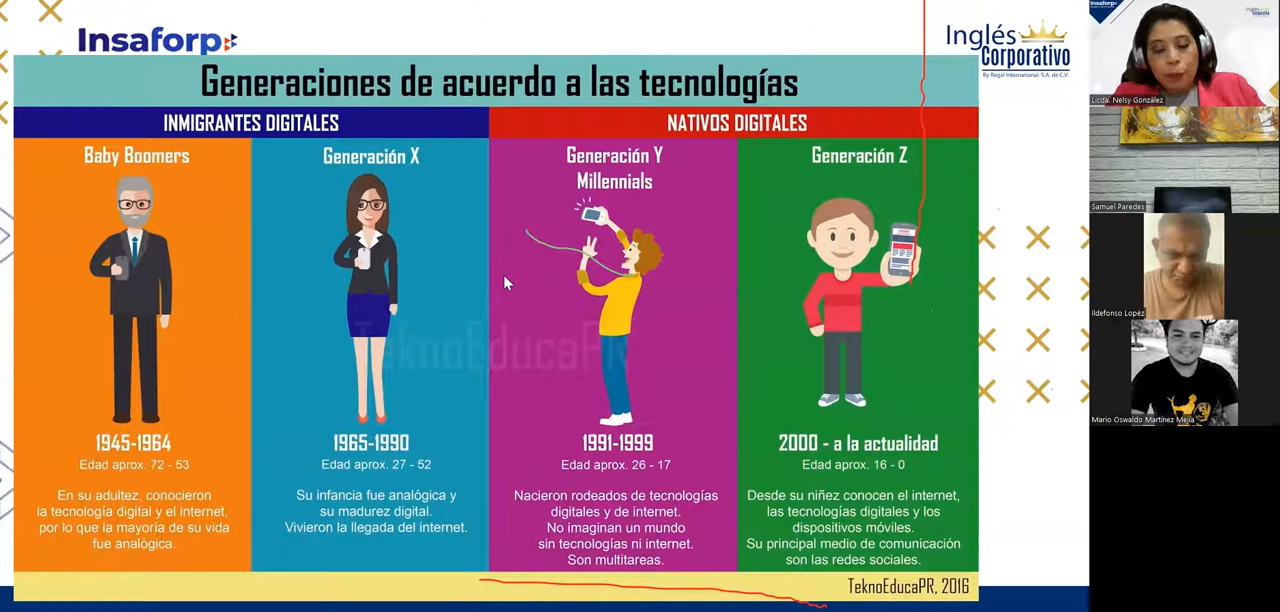 Insaforp
Inglés
Corporativo
By Regal International, S.A. de C.V.
Generaciones de acuerdo a las tecnologías
INMIGRANTES DIGITALES
NATIVOS DIGITALES
Baby Boomers
1945-1964
Edad aprox. 72 - 53
En su adultez, conocieron
la tecnología digital y el internet,
por lo que la mayoría de su vida
fue analógica.
Generación X
1965-1990
Edad aprox. 27 - 52
Su infancia fue analógica y
su madurez digital.
Vivieron la llegada del internet.
Generación Y
Millennials
1991-1999
Edad aprox. 26 - 17
Nacieron rodeados de tecnologías
digitales y de internet.
No imaginan un mundo
sin tecnologías ni internet.
Son multitareas.
Generación Z
2000 - a la actualidad
Edad aprox. 16 - 0
Desde su niñez conocen el internet,
las tecnologías digitales y los
dispositivos móviles.
Su principal medio de comunicación
son las redes sociales.
TeknoEducaPR
TeknoEducaPR, 2016
Insaforp
Licda. Nelsy González
Samuel Paredes
Ildefonso Lopéz
Mario Oswaldo Martínez Mejía